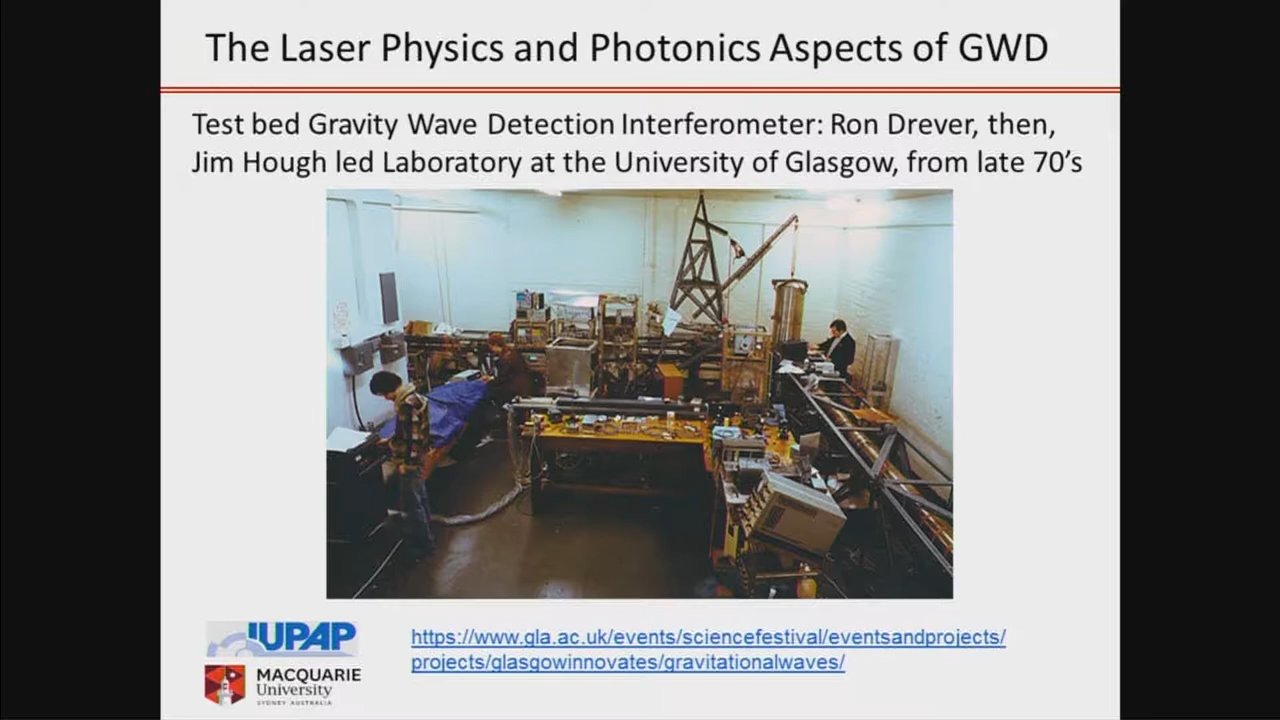 The Laser Physics and Photonics Aspects of GWD
Test bed Gravity Wave Detection Interferometer: Ron Drever, then,
Jim Hough led Laboratory at the University of Glasgow, from late 70’s
IUPAP
https://www.gla.ac.uk/events/sciencefestival/eventsandprojects/
projects/glasgowinnovates/gravitationalwaves/
MACQUARIE
University
SYDNEY·AUSTRALIA